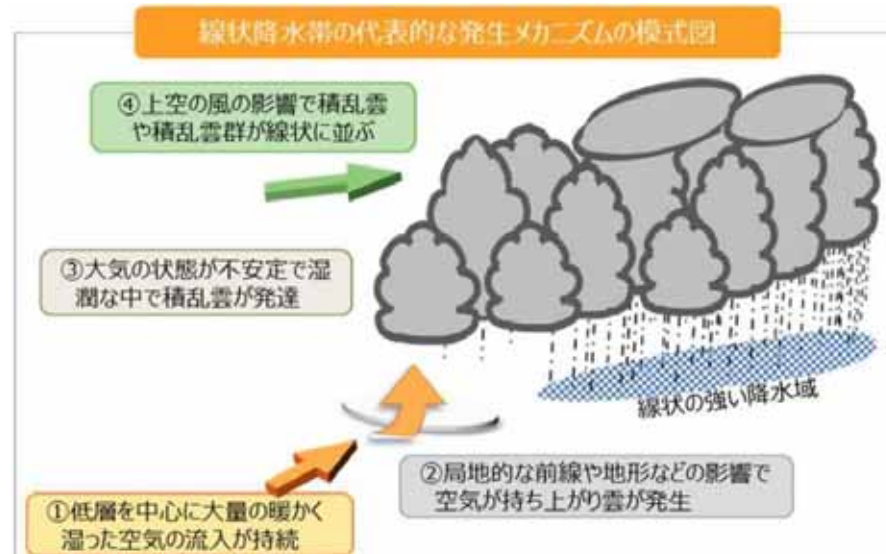 線状降水帯の代表的な発生メカニズムの模式図
④上空の風の影響で積乱雲
や積乱雲群が線状に並ぶ
③大気の状態が不安定で湿
潤な中で積乱雲が発達
線状の強い降水域
②局地的な前線や地形などの影響で
空気が持ち上がり雲が発生
①低層を中心に大量の暖かく
湿った空気の流入が持続